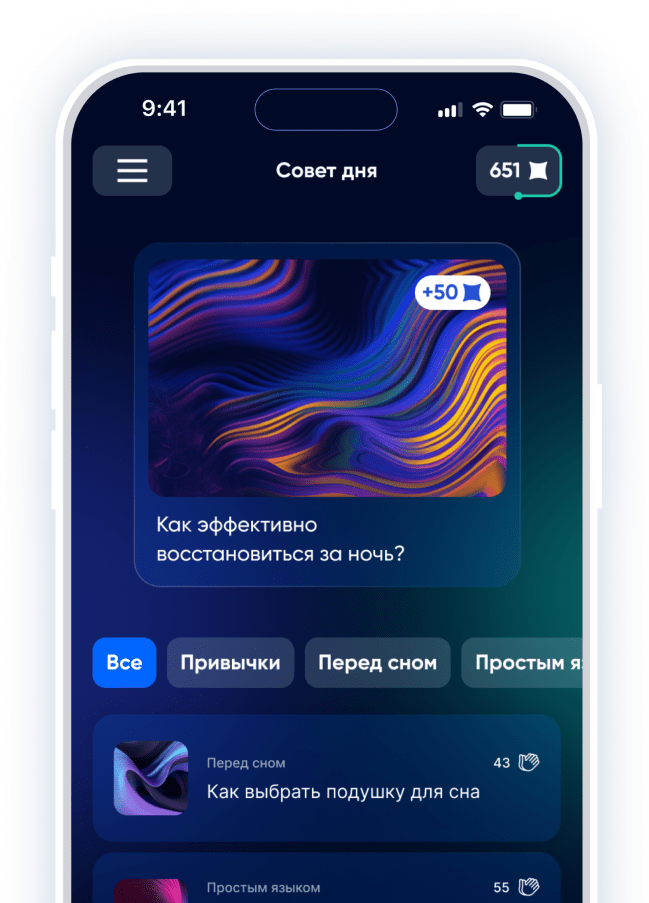 9:41
Совет дня
651
+50
Как эффективно
восстановиться за ночь?
Все
Привычки
Перед сном
Простым
Перед сном
43
Как выбрать подушку для сна
Простым языком
55